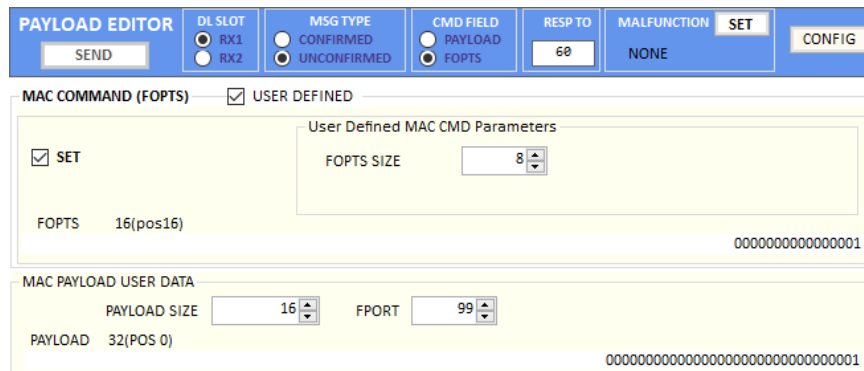 PAYLOAD EDITOR
SEND
DL SLOT
RX1
RX2
MSG TYPE
CONFIRMED
UNCONFIRMED
CMD FIELD
PAYLOAD
FOPTS
RESP TO
60
MALFUNCTION SET
NONE
CONFIG
MAC COMMAND (FOPTS) USER DEFINED
SET
User Defined MAC CMD Parameters
FOPTS SIZE 8
FOPTS 16(pos16)
0000000000000001
MAC PAYLOAD USER DATA
PAYLOAD SIZE 16 FPORT 99
PAYLOAD 32(POS 0)
00000000000000000000000000000001